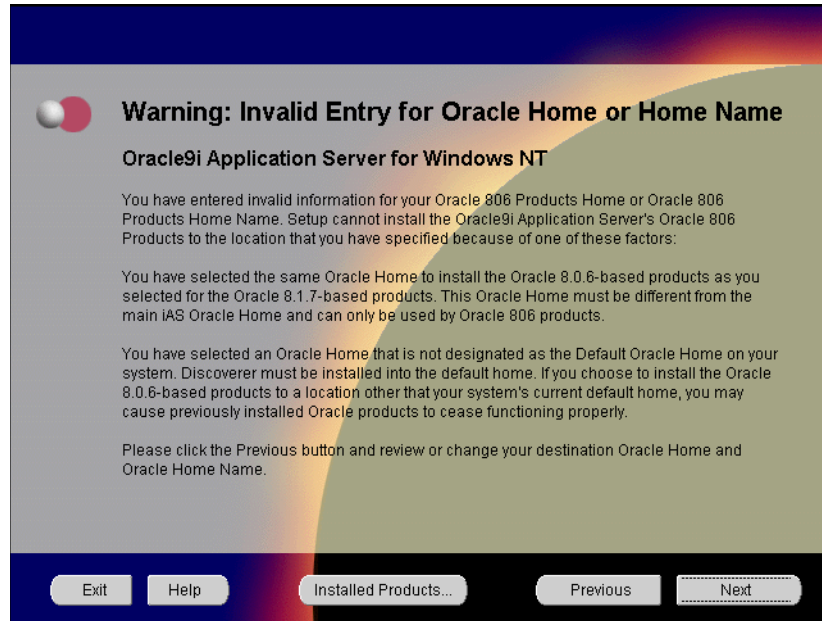 Warning: Invalid Entry for Oracle Home or Home Name
Oracle9i Application Server for Windows NT
You have entered invalid information for your Oracle 806 Products Home or Oracle 806
Products Home Name. Setup cannot install the Oracle9i Application Server's Oracle 806
Products to the location that you have specified because of one of these factors:
You have selected the same Oracle Home to install the Oracle 8.0.6-based products as you
selected for the Oracle 8.1.7-based products. This Oracle Home must be different from the
main iAS Oracle Home and can only be used by Oracle 806 products.
You have selected an Oracle Home that is not designated as the Default Oracle Home on your
system. Discoverer must be installed into the default home. If you choose to install the Oracle
8.0.6-based products to a location other that your system's current default home, you may
cause previously installed Oracle products to cease functioning properly.
Please click the Previous button and review or change your destination Oracle Home and
Oracle Home Name.
Exit Help Installed Products... Previous Next